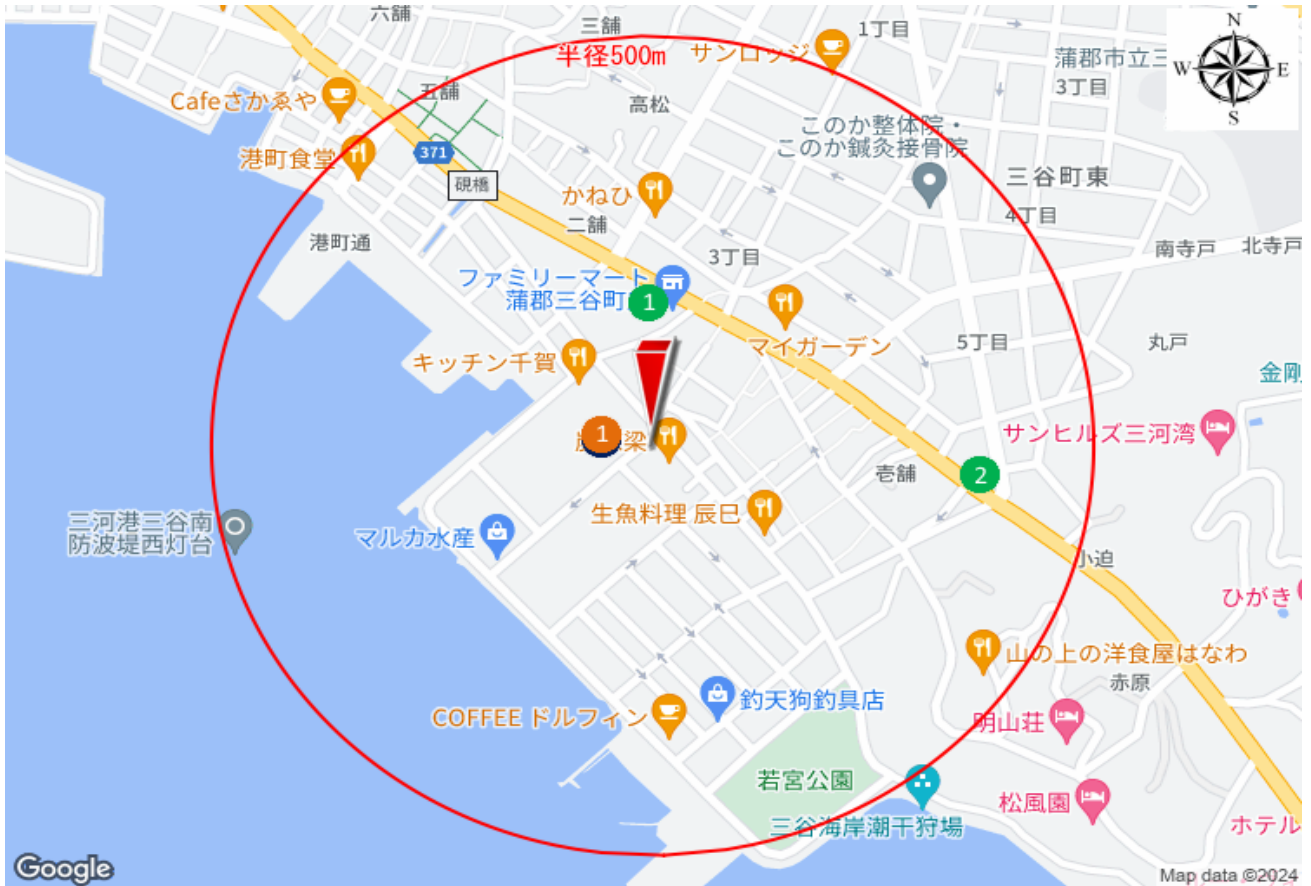 六舗
三舗
1丁目
N
W
E
S
半径500m
サンロッジ
蒲郡市立三
3丁目
Cafeさかゑや
五舗
高松
このか整体院・
このか鍼灸接骨院
371
港町食堂
硯橋
かねひ
三谷町東
二舗
4丁目
港町通
3丁目
南寺戸
北寺戸
ファミリーマート
蒲郡三谷町
1
マイガーデン
5丁目
丸戸
キッチン千賀
金剛
1
梁
サンヒルズ三河湾
壱舗
2
三河港三谷南
防波堤西灯台
マルカ水産
生魚料理 辰巳
小迫
ひがき
山の上の洋食屋はなわ
赤原
釣天狗釣具店
COFFEE ドルフィン
明山荘
若宮公園
松風園
三谷海岸潮干狩場
ホテル
Google
Map data ©2024